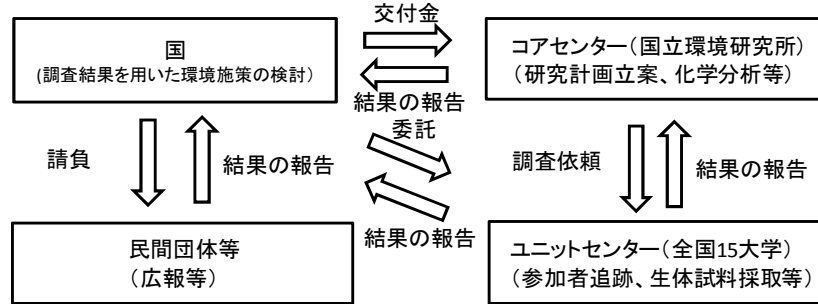 交付金
国
(調査結果を用いた環境施策の検討）
コアセンター（国立環境研究所）
（研究計画立案、化学分析等）
結果の報告
委託
請負
結果の報告
調査依頼
結果の報告
結果の報告
民間団体等
（広報等）
ユニットセンター（全国15大学）
（参加者追跡、生体試料採取等）